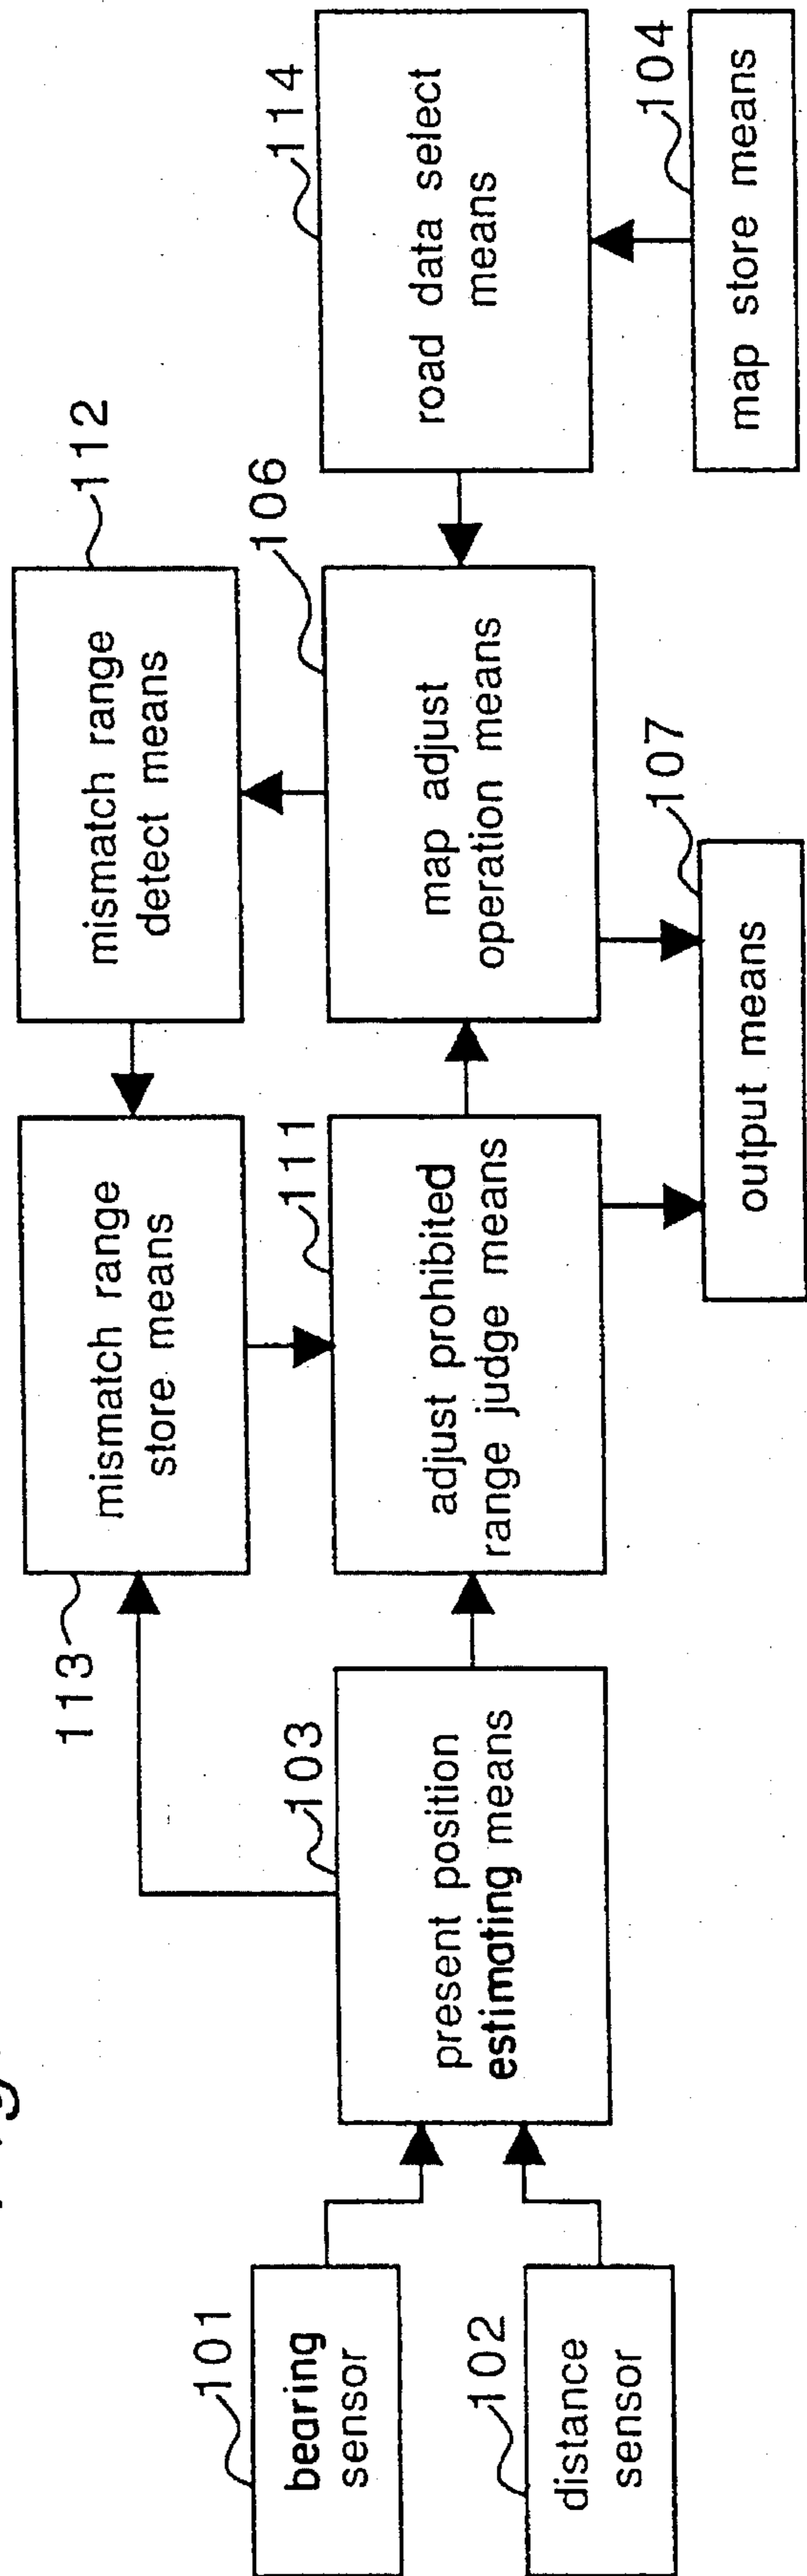 101
bearing
sensor
102
distance
sensor
103
present position
estimating means
113
mismatch range
store means
111
adjust prohibited
range judge means
112
mismatch range
detect means
106
map adjust
operation means
107
output means
114
road data select
means
104
map store means